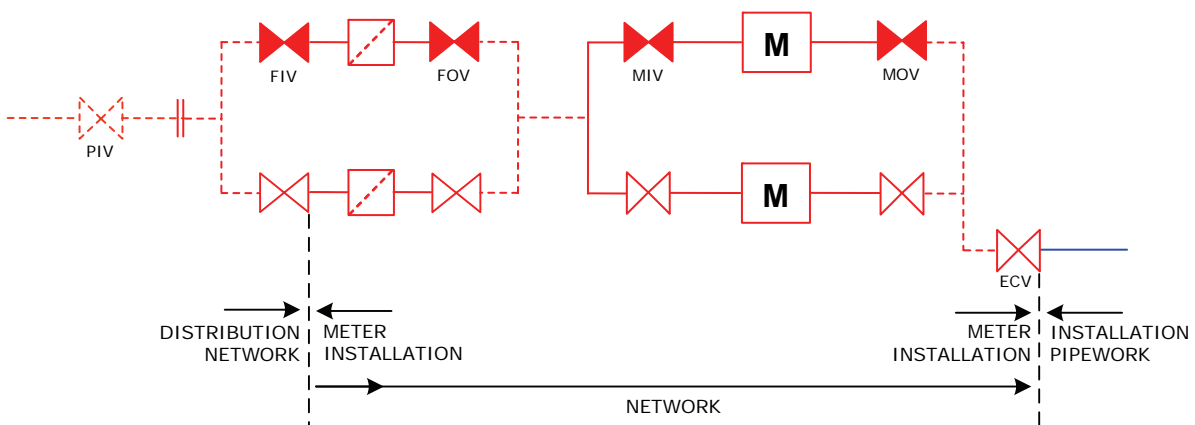 FIV
FOV
MIV
M
MOV
PIV
M
ECV
DISTRIBUTION
NETWORK
METER
INSTALLATION
METER
INSTALLATION
INSTALLATION
PIPEWORK
NETWORK